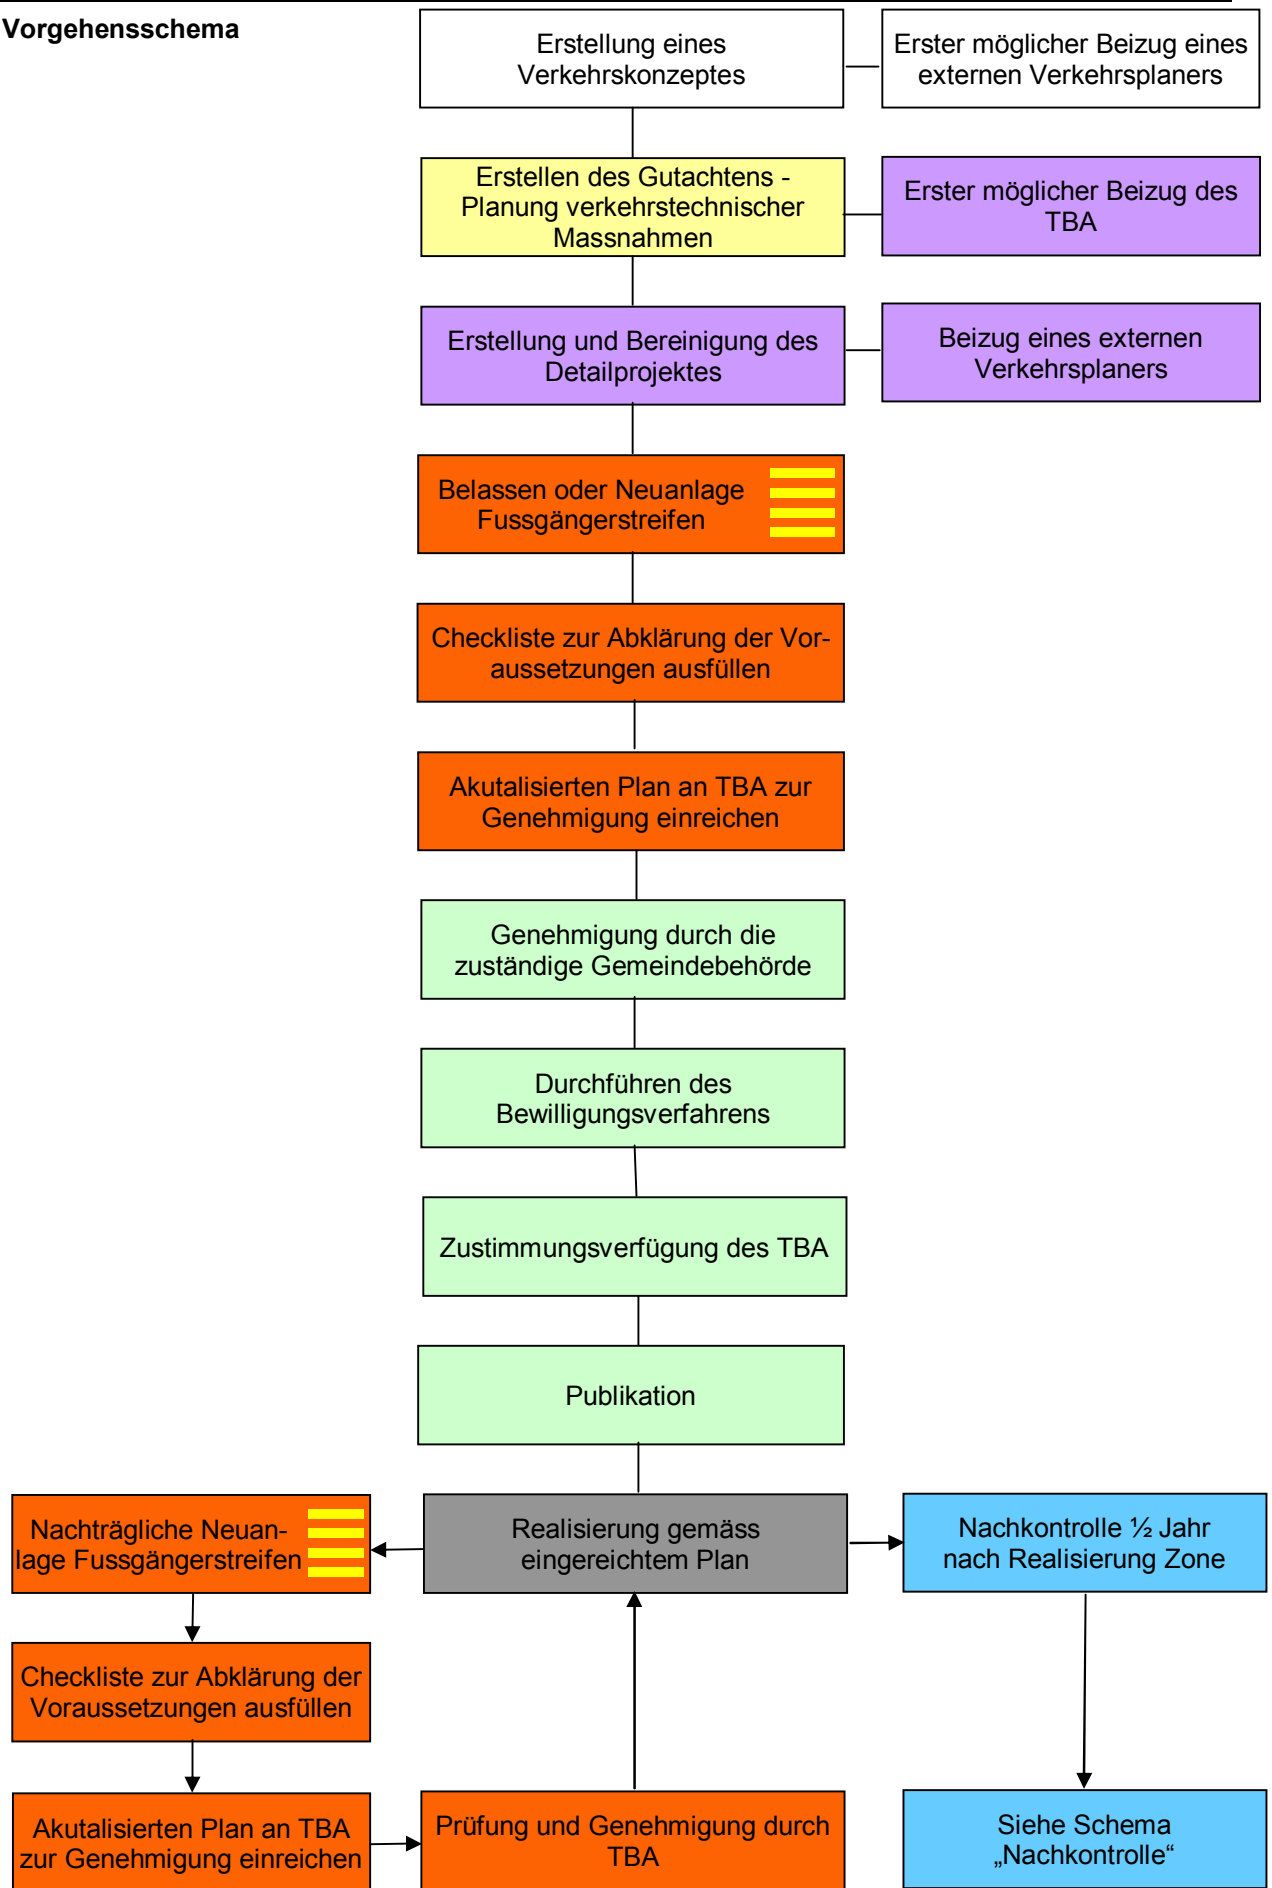 Vorgehensschema
Erstellung eines
Verkehrskonzeptes
Erster möglicher Beizug eines
externen Verkehrsplaners
Erstellen des Gutachtens -
Planung verkehrstechnischer
Massnahmen
Erster möglicher Beizug des
TBA
Erstellung und Bereinigung des
Detailprojektes
Beizug eines externen
Verkehrsplaners
Belassen oder Neuanlage
Fussgängerstreifen
Checkliste zur Abklärung der Vor-
aussetzungen ausfüllen
Akutalisierten Plan an TBA zur
Genehmigung einreichen
Genehmigung durch die
zuständige Gemeindebehörde
Durchführen des
Bewilligungsverfahrens
Zustimmungsverfügung des TBA
Publikation
Nachträgliche Neuan-
lage Fussgängerstreifen
Realisierung gemäss
eingereichtem Plan
Nachkontrolle ½ Jahr
nach Realisierung Zone
Checkliste zur Abklärung der
Voraussetzungen ausfüllen
Akutalisierten Plan an TBA
zur Genehmigung einreichen
Prüfung und Genehmigung durch
TBA
Siehe Schema
„Nachkontrolle“